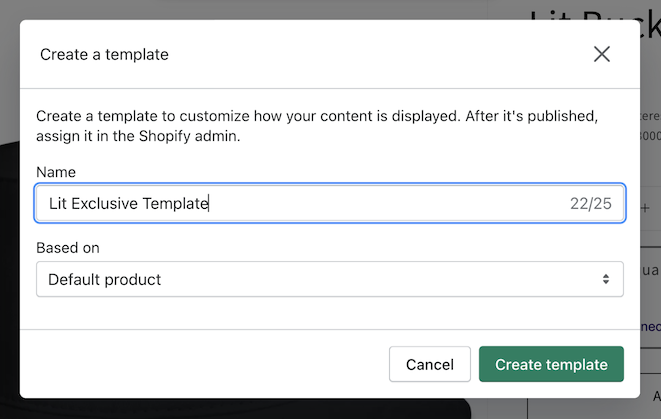 Create a template
Create a template to customize how your content is displayed. After it's published,
assign it in the Shopify admin.
Name
Lit Exclusive Template
22/25
Based on
Default product
Cancel
Create template